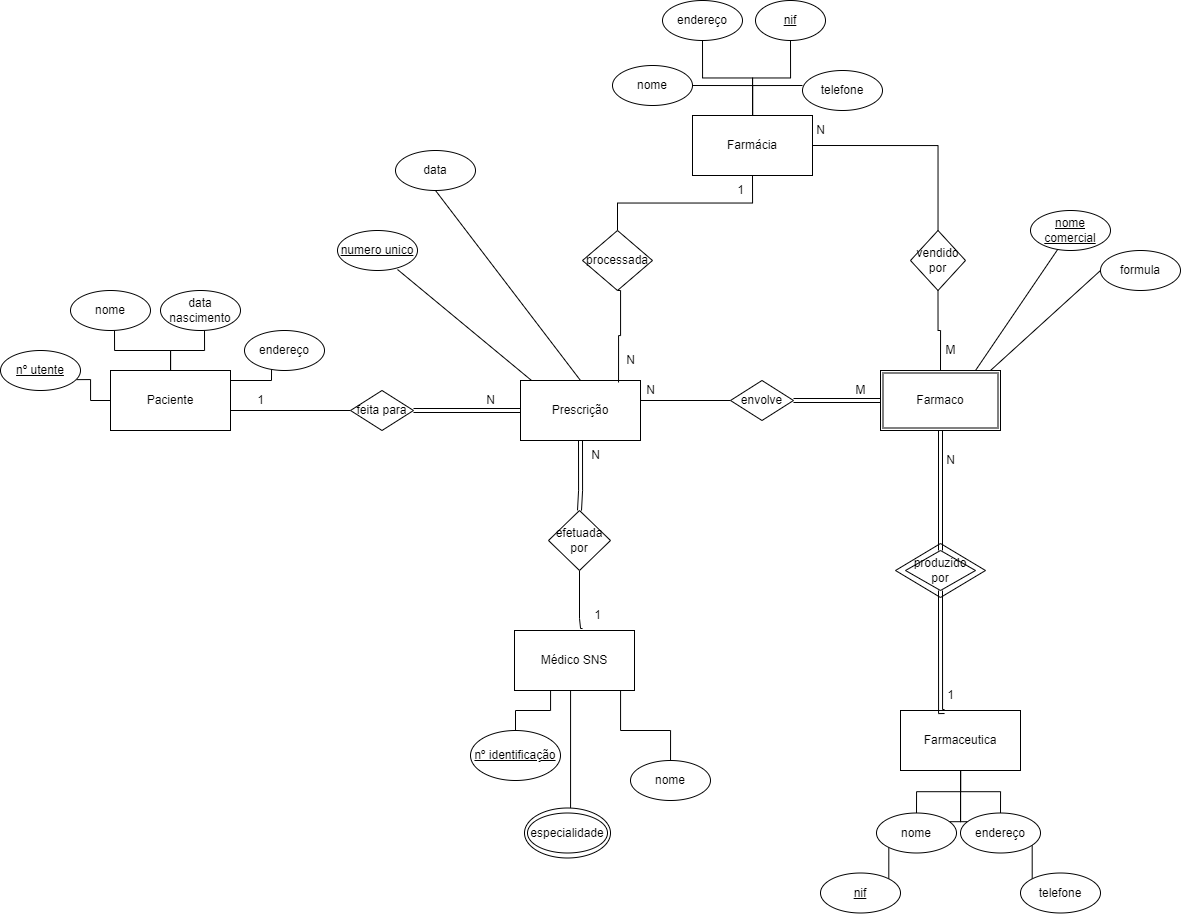 endereço
nif
nome
telefone
Farmácia
N
1
data
numero unico
processada
vendido
por
nome
comercial
formula
nome
data
nascimento
endereço
nº utente
Paciente
1
feita para
N
Prescrição
N
N
envolve
M
M
Farmaco
N
N
efetuada
por
produzido
por
1
1
Médico SNS
Farmaceutica
nº identificação
nome
especialidade
nome
endereço
nif
telefone